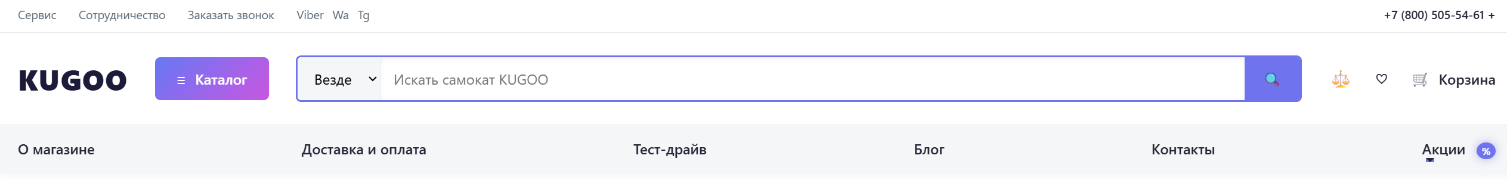 Сервис Сотрудничество Заказать звонок Viber Wa Tg +7 (800) 505-54-61 +
KUGOO ☰ Каталог Везде Искать самокат KUGOO Корзина
О магазине Доставка и оплата Тест-драйв Блог Контакты Акции %